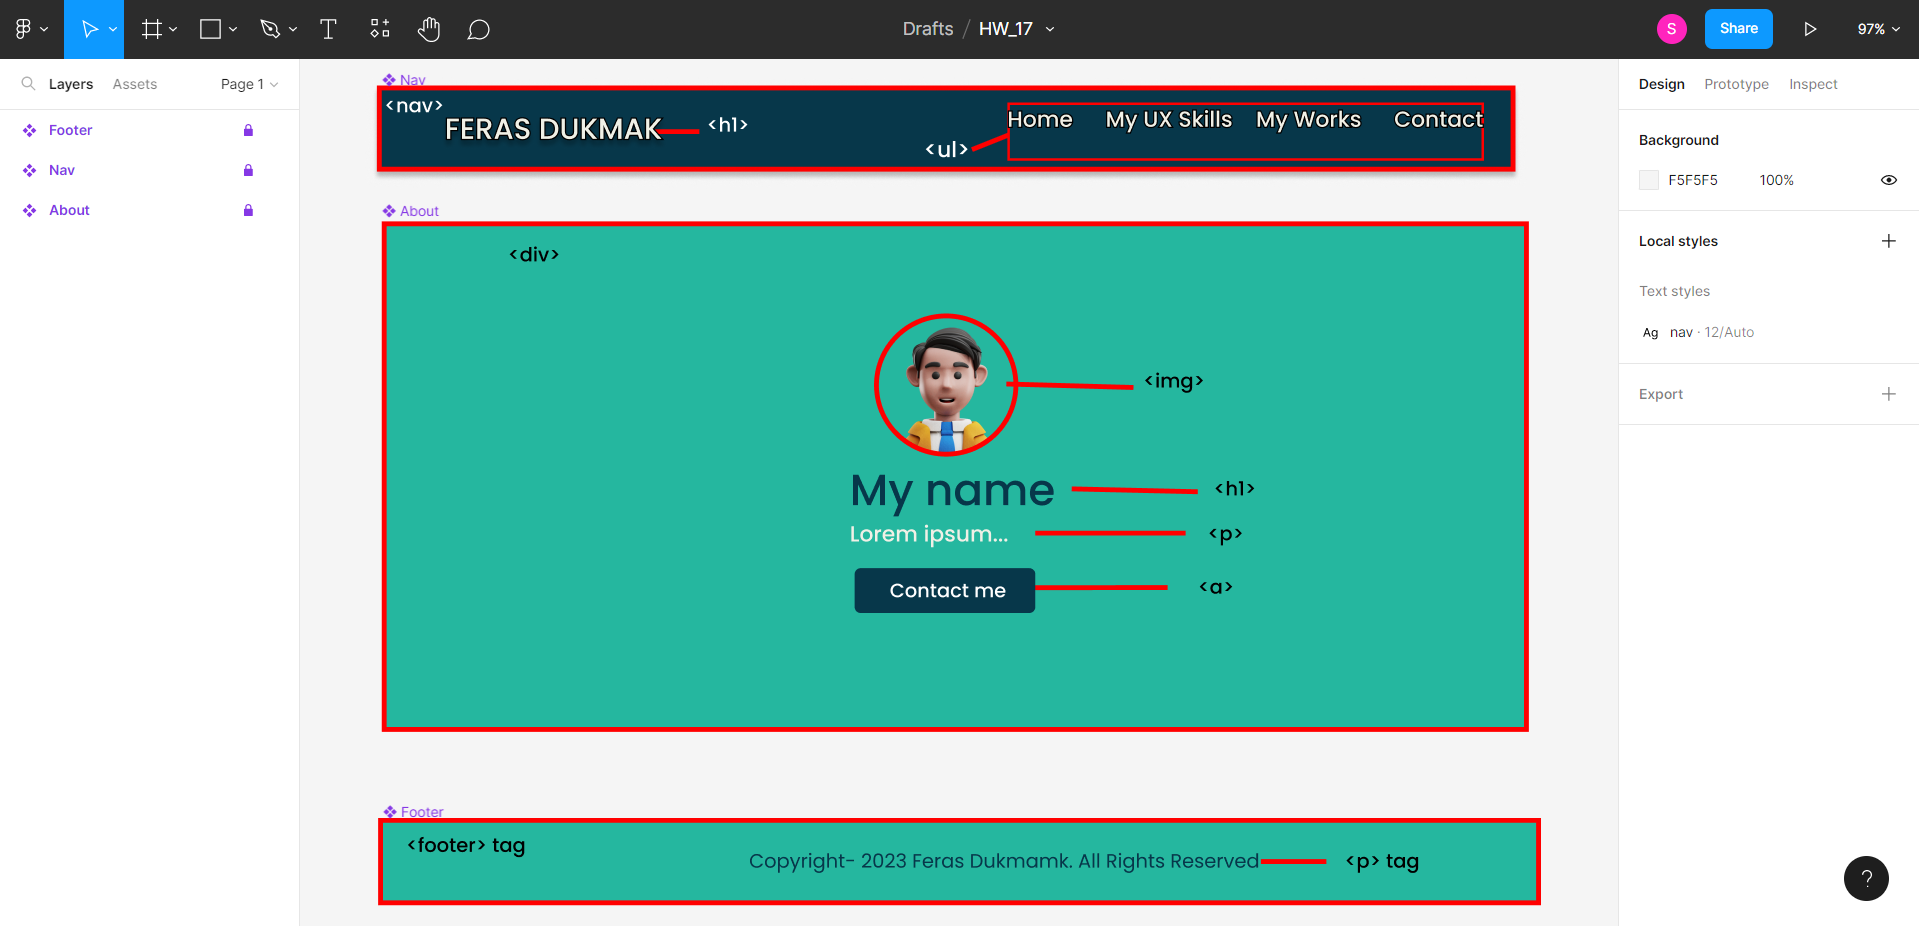 Drafts / HW_17
S
Share
97%
Layers
Assets
Page 1
Footer
Nav
About
Nav
<nav>
FERAS DUKMAK
<h1>
<ul>
Home
My UX Skills
My Works
Contact
About
<div>
<img>
My name
<h1>
Lorem ipsum...
<p>
Contact me
<a>
Footer
<footer> tag
Copyright- 2023 Feras Dukmamk. All Rights Reserved
<p> tag
Design
Prototype
Inspect
Background
F5F5F5
100%
Local styles
Text styles
Ag nav · 12/Auto
Export
?